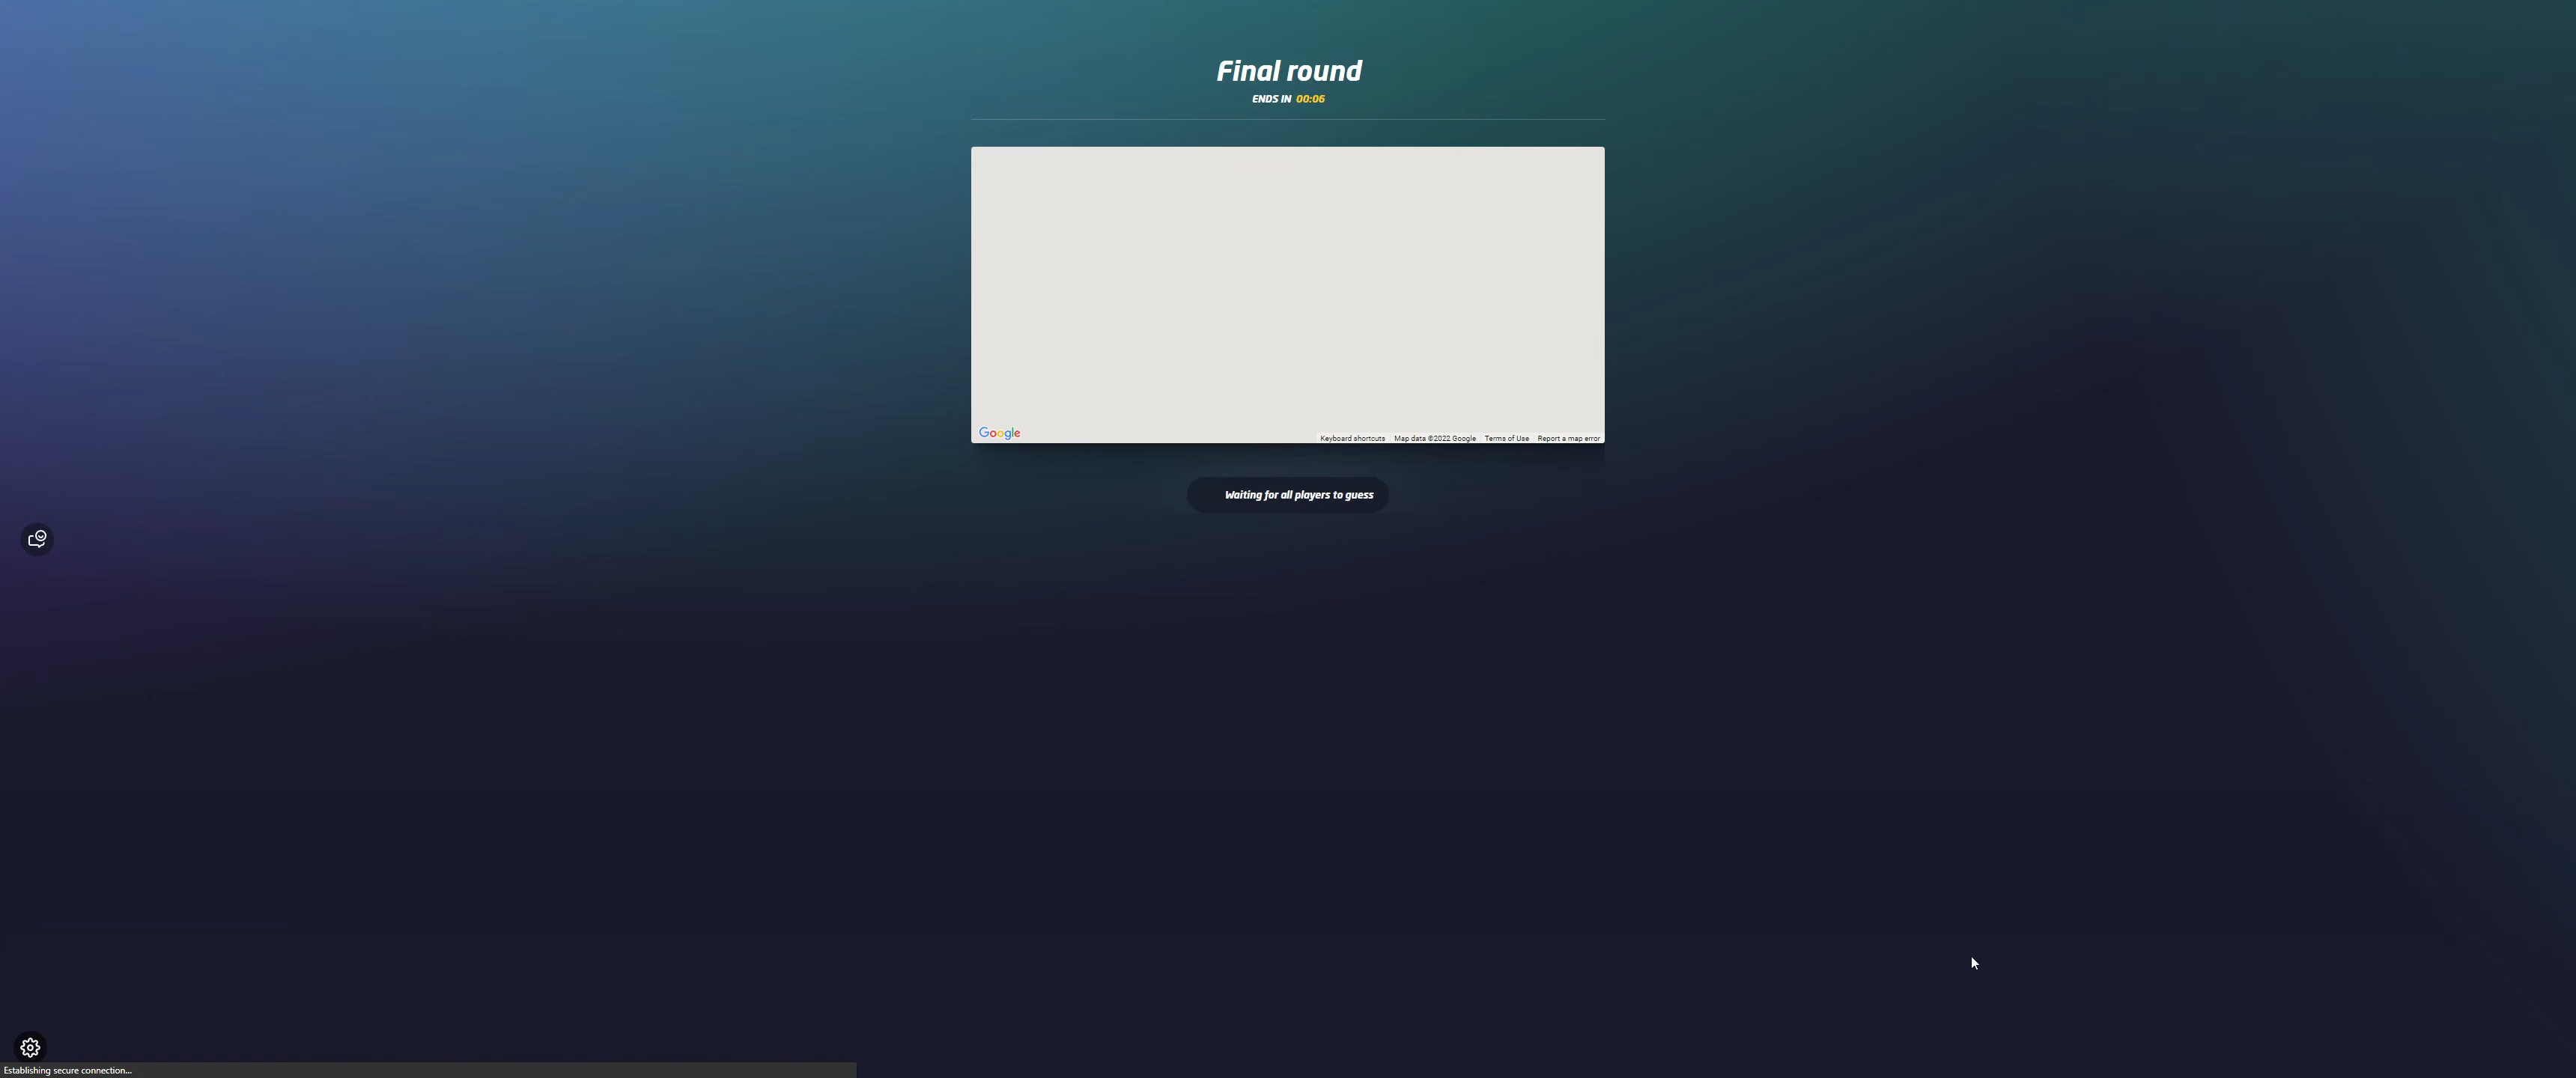 Final round
ENDS IN 00:06
Google
Keyboard shortcuts Map data ©2022 Google Terms of Use Report a map error
Waiting for all players to guess
Establishing secure connection...